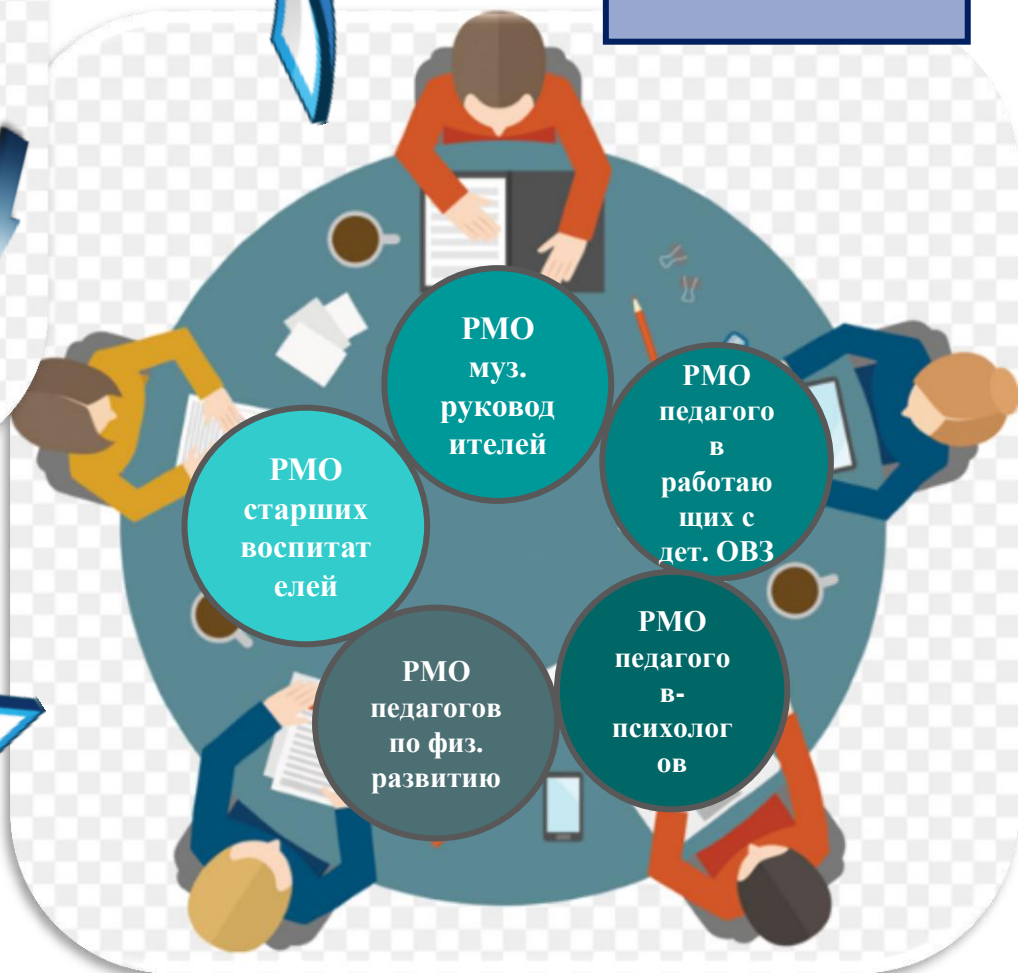 РМО
муз.
руковод
ителей
РМО
педагого
в
работаю
щих с
дет. ОВЗ
РМО
старших
воспитат
елей
РМО
педагого
в-
психолог
ов
РМО
педагогов
по физ.
развитию